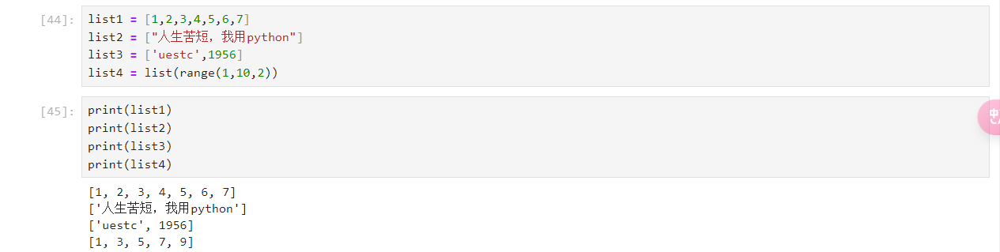 [44]:
list1 = [1,2,3,4,5,6,7]
list2 = ["人生苦短，我用python"]
list3 = ['uestc',1956]
list4 = list(range(1,10,2))
[45]:
print(list1)
print(list2)
print(list3)
print(list4)
[1, 2, 3, 4, 5, 6, 7]
['人生苦短，我用python']
['uestc', 1956]
[1, 3, 5, 7, 9]